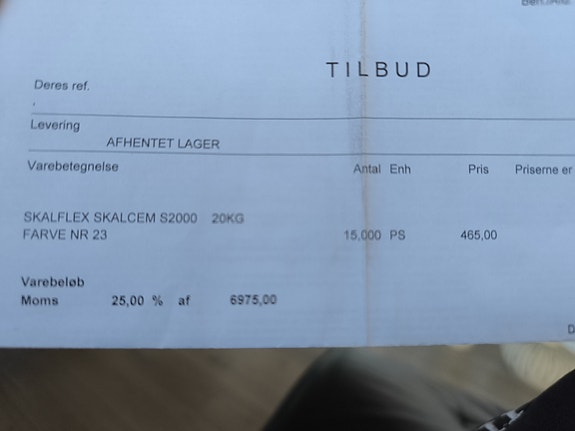 TILBUD
Deres ref.
.
Levering
AFHENTET LAGER
Varebetegnelse Antal Enh Pris Priserne er
SKALFLEX SKALCEM S2000 20KG
FARVE NR 23 15,000 PS 465,00
Varebeløb
Moms 25,00 % af 6975,00